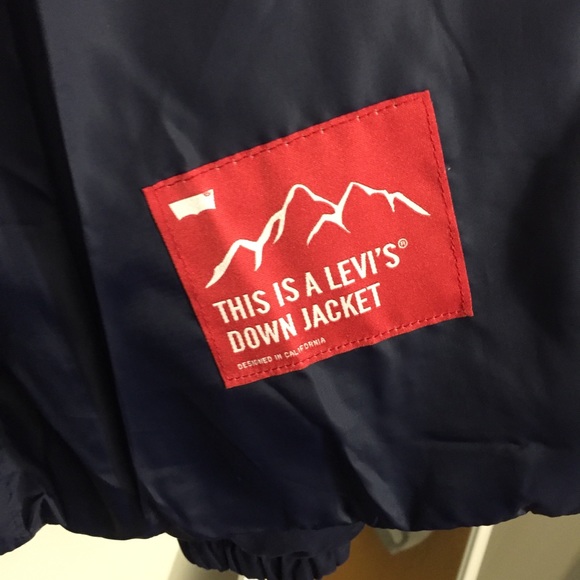 THIS IS A LEVI'S®
DOWN JACKET
DESIGNED IN CALIFORNIA